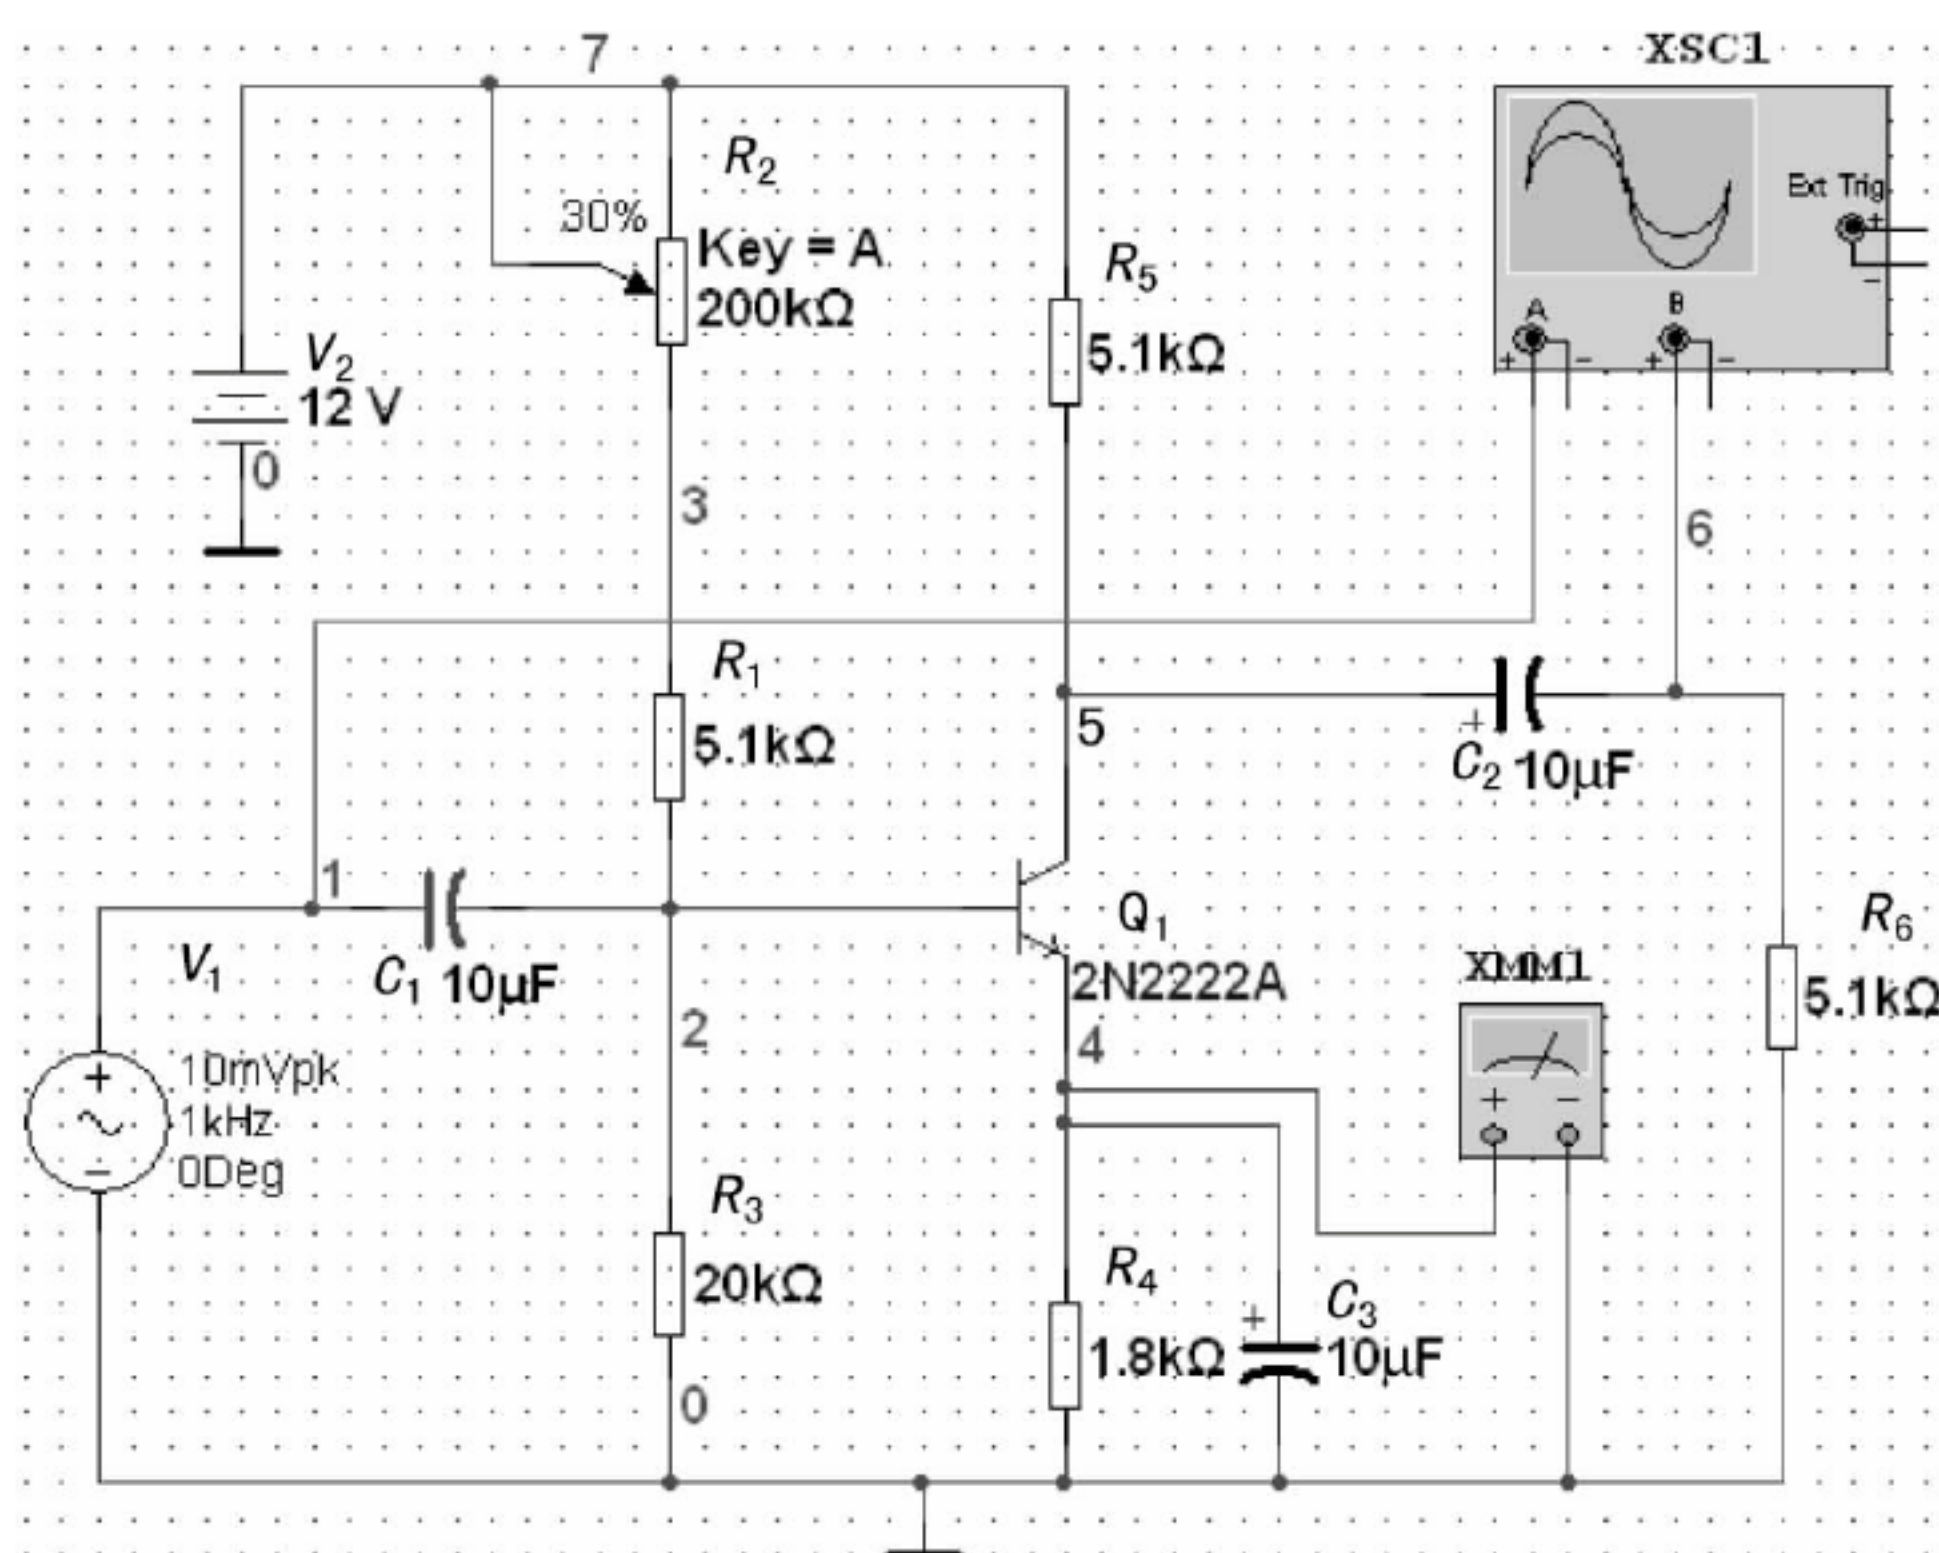 7
XSC1
R2
30%
Key = A
200kΩ
Ext Trig
+
−
R5
5.1kΩ
A
B
+ −
+ −
V2
12 V
0
3
6
R1
5.1kΩ
5
+
C2 10μF
1
V1
C1 10μF
Q1
2N2222A
XMM1
R6
5.1kΩ
2
4
+
−
10mVpk
1kHz
0Deg
+ −
R3
20kΩ
R4
1.8kΩ
+
C3
10μF
0